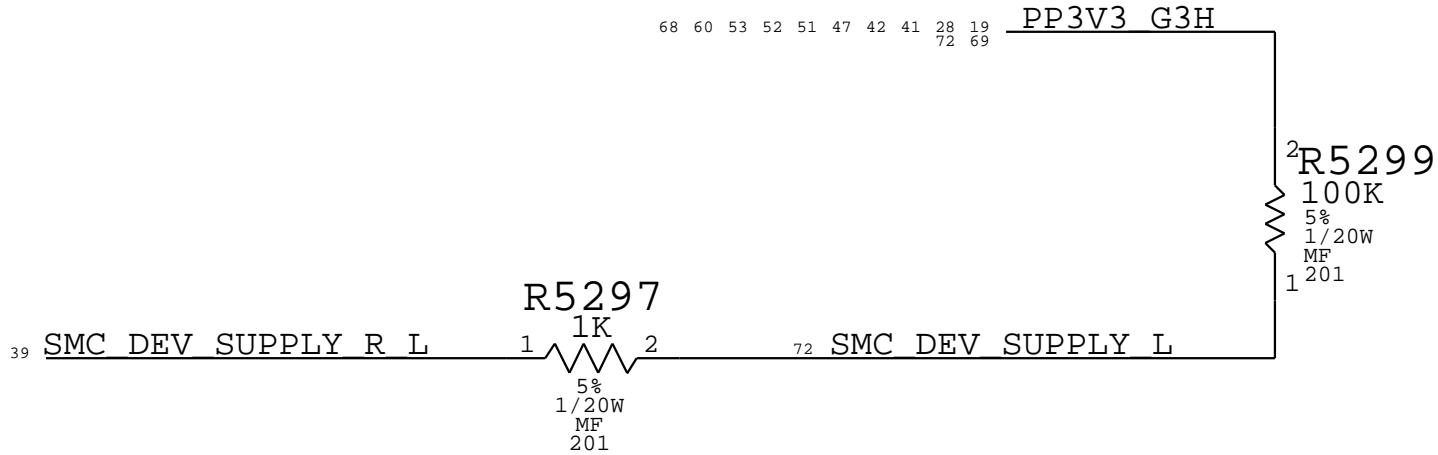 68 60 53 52 51 47 42 41 28 19 PP3V3_G3H
72 69
2
R5299
100K
5%
1/20W
MF
201
1
R5297
1K
39 SMC_DEV_SUPPLY_R_L 1 2 72 SMC_DEV_SUPPLY_L
5%
1/20W
MF
201